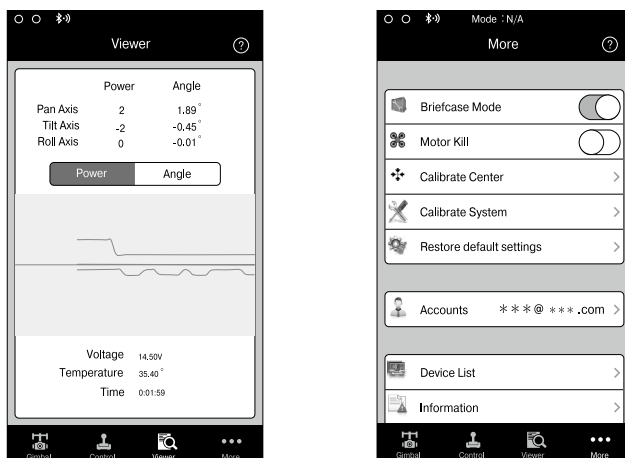 Viewer
?
Power Angle
Pan Axis 2 1.89°
Tilt Axis -2 -0.45°
Roll Axis 0 -0.01°
Power Angle
Voltage 14.50V
Temperature 35.40°
Time 0:01:59
Gimbal Control Viewer More
Mode : N/A
More
?
Briefcase Mode
Motor Kill
Calibrate Center >
Calibrate System >
Restore default settings >
Accounts ***@ ***.com >
Device List >
Information >
Gimbal Control Viewer More